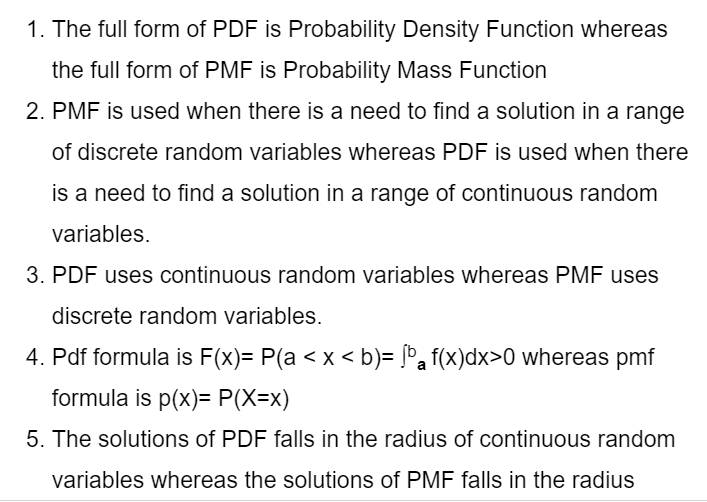 1. The full form of PDF is Probability Density Function whereas
the full form of PMF is Probability Mass Function
2. PMF is used when there is a need to find a solution in a range
of discrete random variables whereas PDF is used when there
is a need to find a solution in a range of continuous random
variables.
3. PDF uses continuous random variables whereas PMF uses
discrete random variables.
4. Pdf formula is F(x)= P(a < x < b)= ∫ᵇₐ f(x)dx>0 whereas pmf
formula is p(x)= P(X=x)
5. The solutions of PDF falls in the radius of continuous random
variables whereas the solutions of PMF falls in the radius